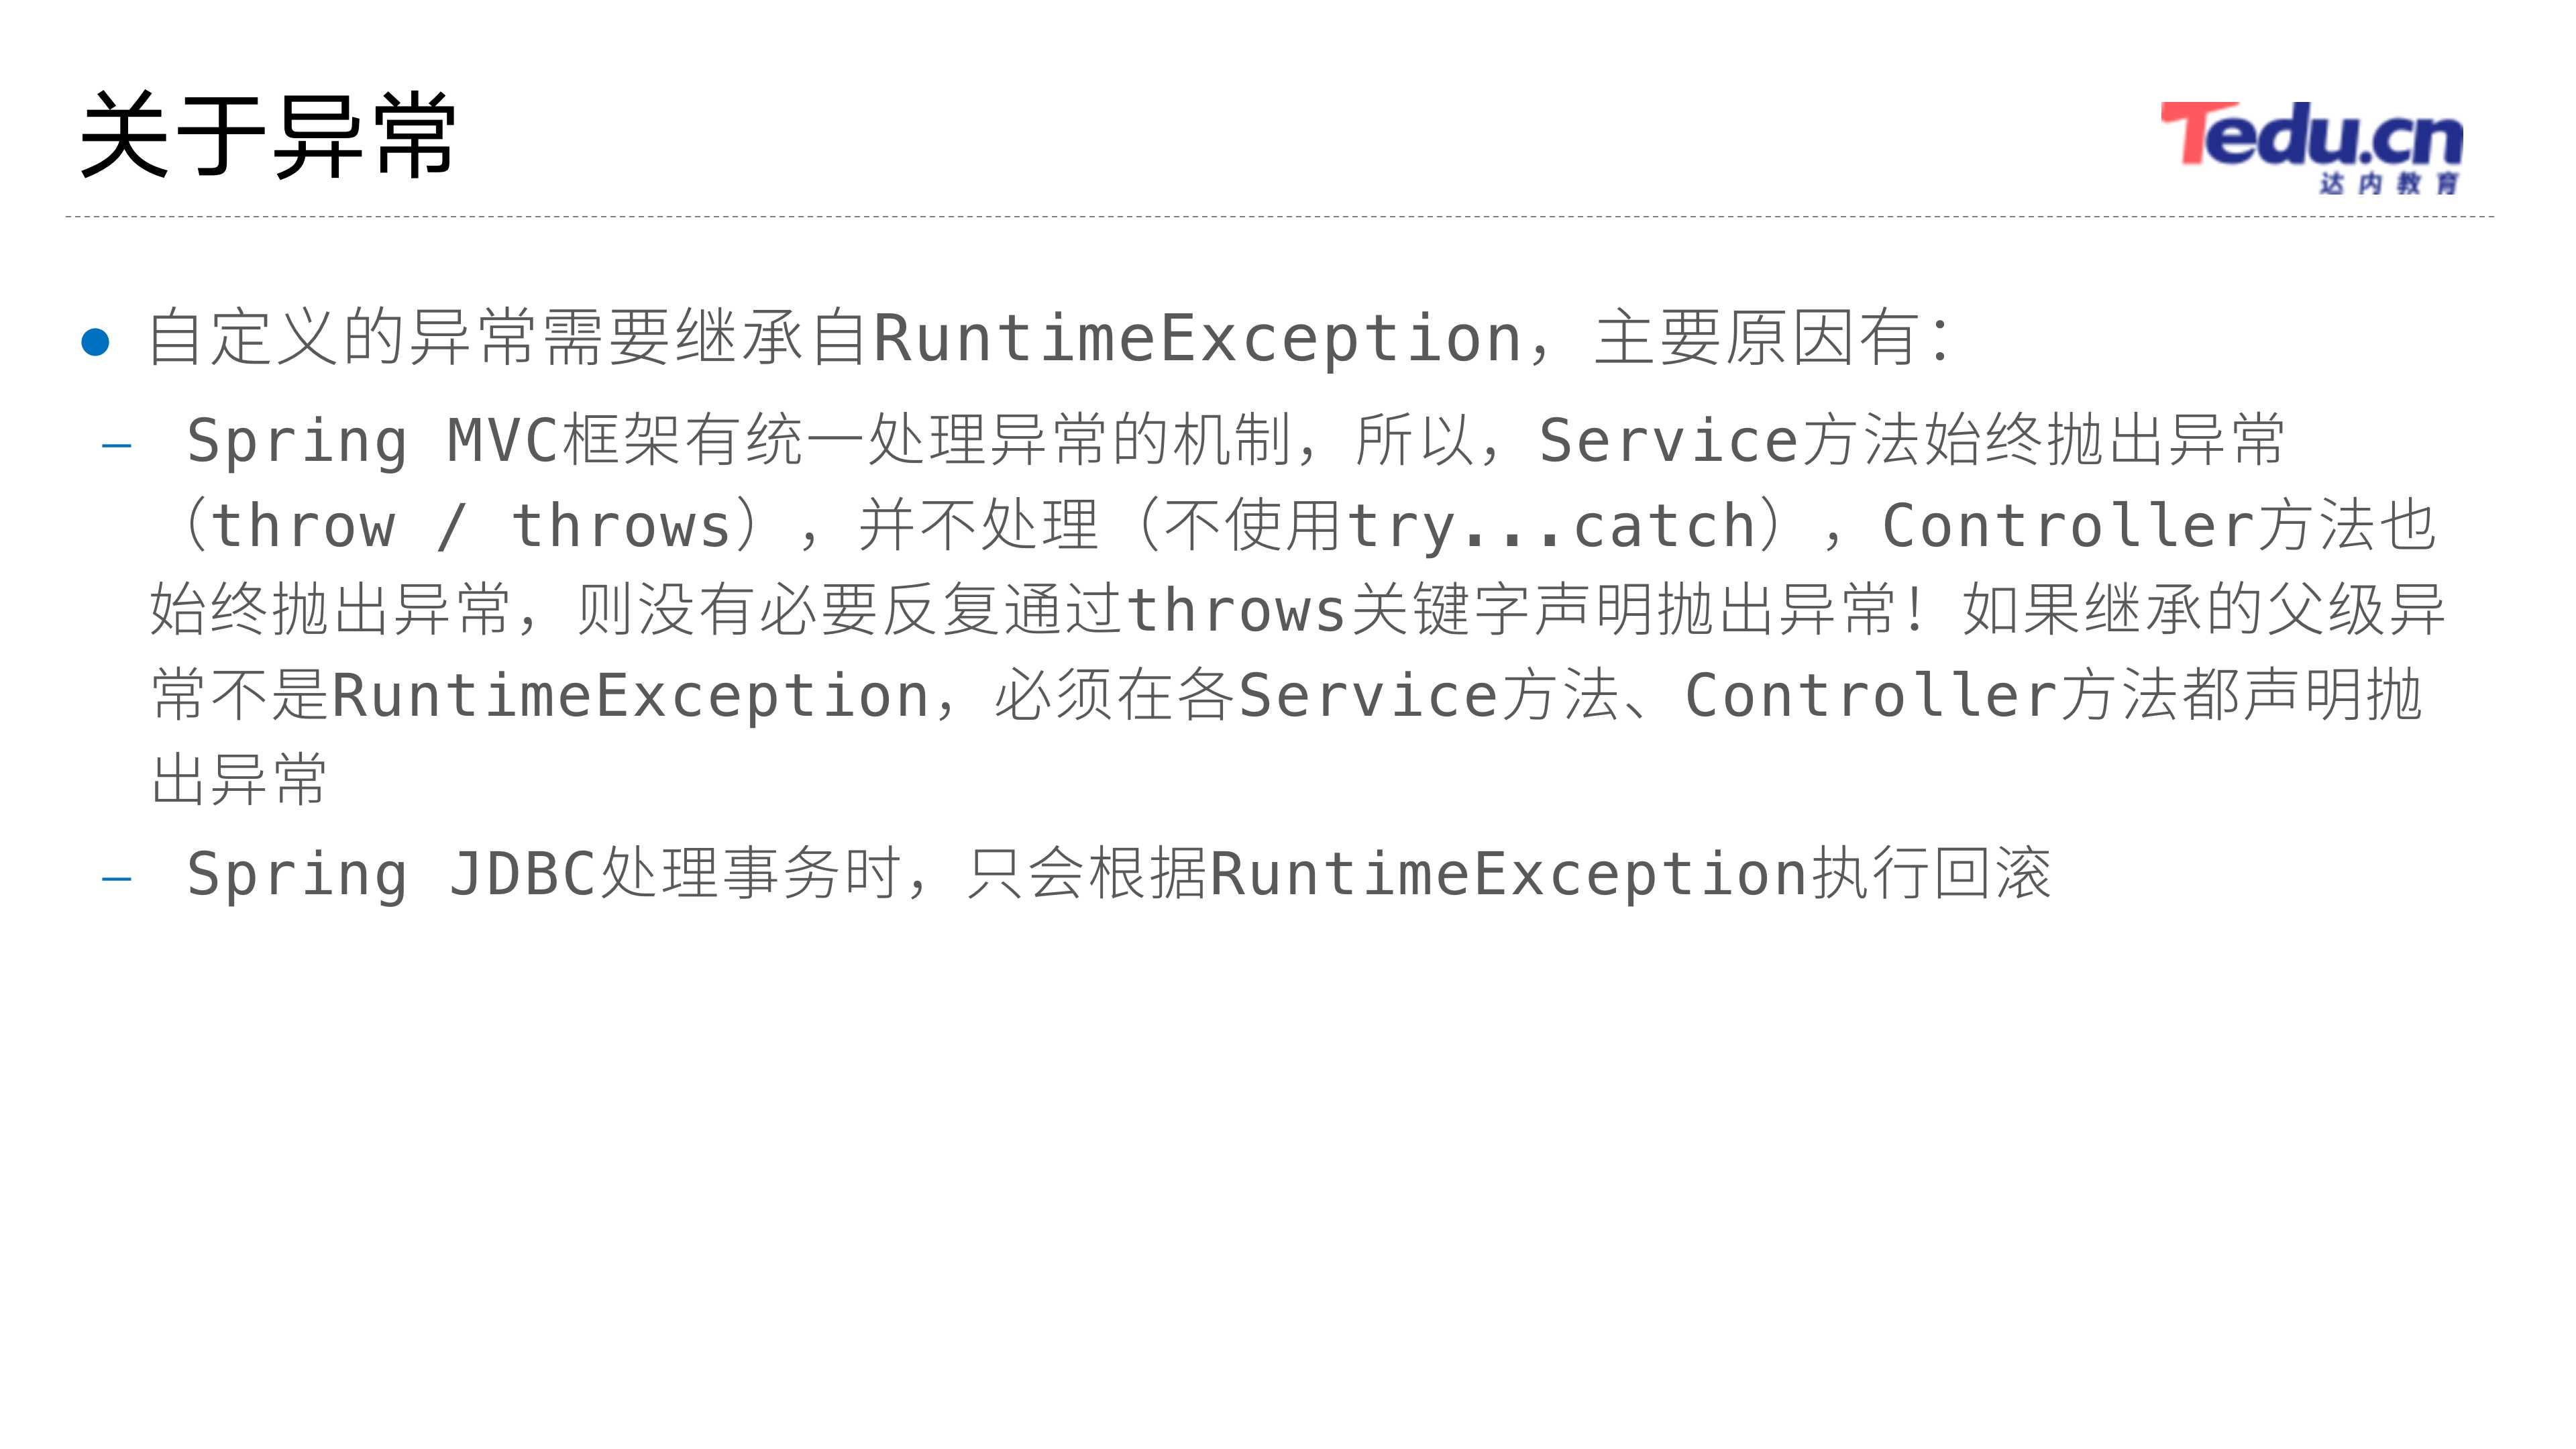 关于异常
Tedu.cn
达内教育
● 自定义的异常需要继承自RuntimeException，主要原因有：
– Spring MVC框架有统一处理异常的机制，所以，Service方法始终抛出异常
（throw / throws），并不处理（不使用try...catch），Controller方法也
始终抛出异常，则没有必要反复通过throws关键字声明抛出异常！如果继承的父级异
常不是RuntimeException，必须在各Service方法、Controller方法都声明抛
出异常
– Spring JDBC处理事务时，只会根据RuntimeException执行回滚